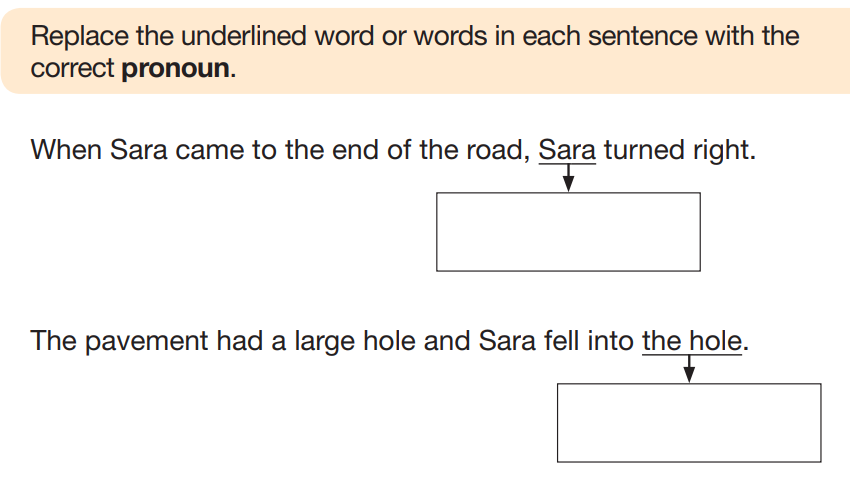 Replace the underlined word or words in each sentence with the
correct pronoun.
When Sara came to the end of the road, Sara turned right.
The pavement had a large hole and Sara fell into the hole.